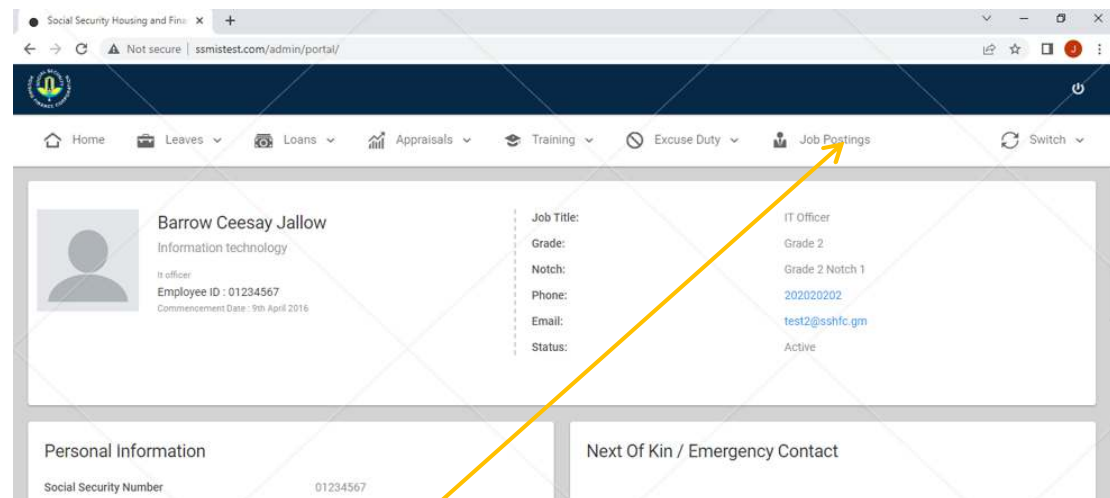 Social Security Housing and Fina
Not secure | ssmistest.com/admin/portal/
Home Leaves Loans Appraisals Training Excuse Duty Job Postings Switch
Barrow Ceesay Jallow
Information technology
It officer
Employee ID : 01234567
Commencement Date : 9th April 2016
Job Title: IT Officer
Grade: Grade 2
Notch: Grade 2 Notch 1
Phone: 202020202
Email: test2@sshfc.gm
Status: Active
Personal Information
Social Security Number 01234567
Next Of Kin / Emergency Contact